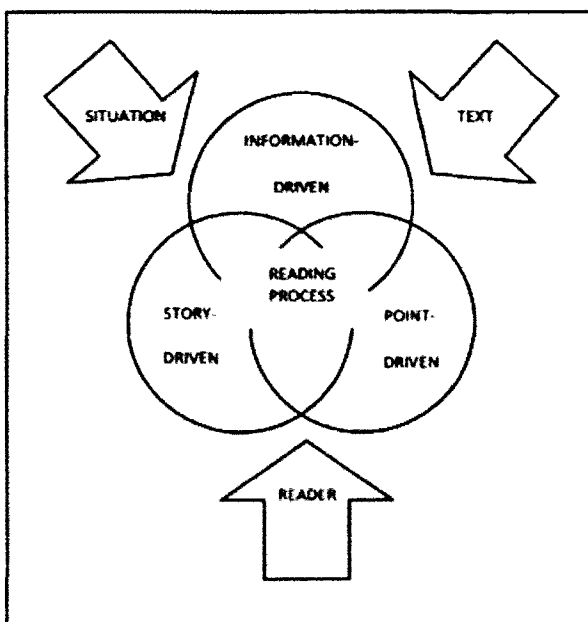 SITUATION
TEXT
INFORMATION-
DRIVEN
READING
PROCESS
STORY-
DRIVEN
POINT-
DRIVEN
READER